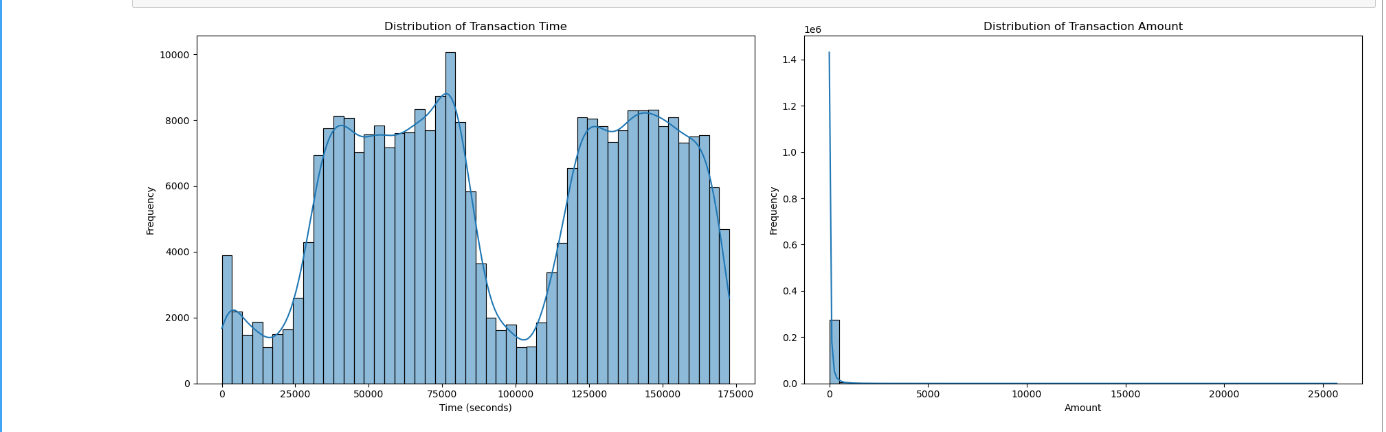 Distribution of Transaction Time
10000
8000
6000
4000
2000
0
Frequency
0 25000 50000 75000 100000 125000 150000 175000
Time (seconds)
Distribution of Transaction Amount
1e6
1.4
1.2
1.0
0.8
0.6
0.4
0.2
0.0
Frequency
0 5000 10000 15000 20000 25000
Amount